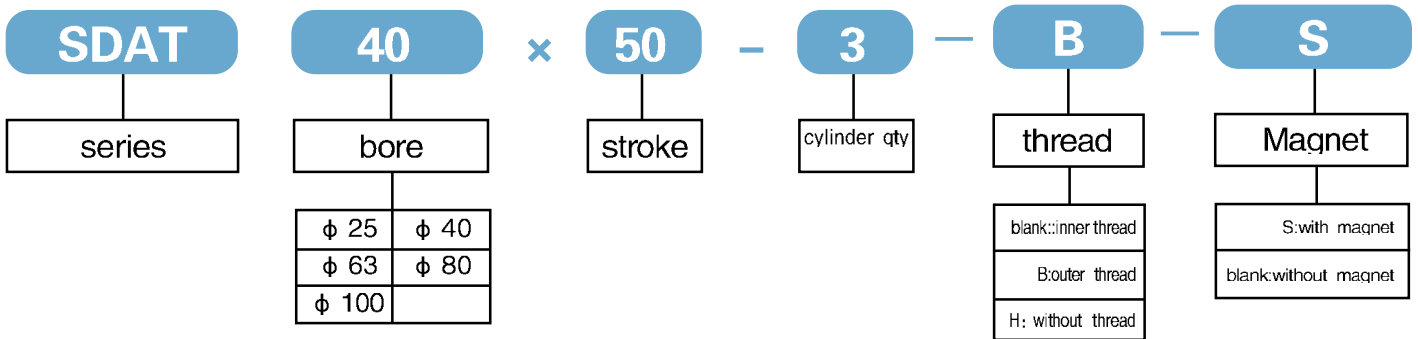 SDAT 40 × 50 – 3 — B — S
series bore stroke cylinder qty thread Magnet
ф 25 ф 40
ф 63 ф 80
ф 100
blank::inner thread
B:outer thread
H: without thread
S:with magnet
blank:without magnet